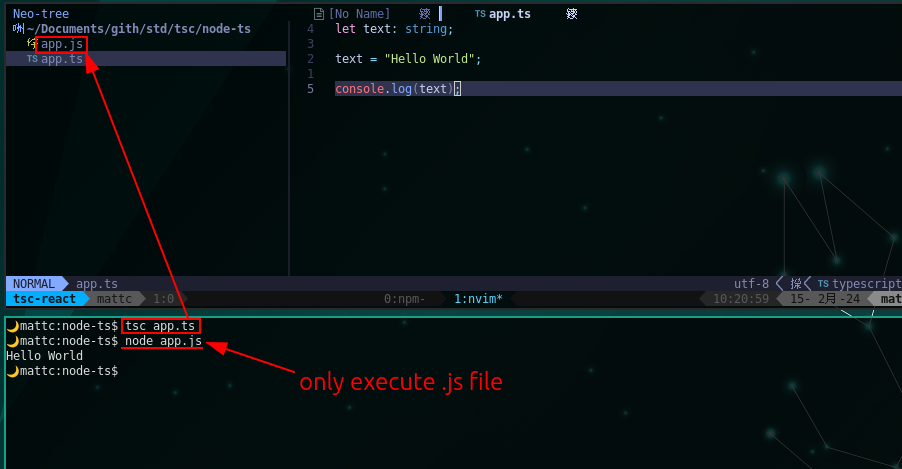 Neo-tree
[No Name]
TS app.ts
~/Documents/gith/std/tsc/node-ts
app.js
TS app.ts
4 let text: string;
3
2 text = "Hello World";
1
5 console.log(text);
NORMAL app.ts utf-8 TS typescript
tsc-react mattc 1:0 0:npm- 1:nvim* 10:20:59 15- 2月-24 mat
mattc:node-ts$ tsc app.ts
mattc:node-ts$ node app.js
Hello World
mattc:node-ts$
only execute .js file